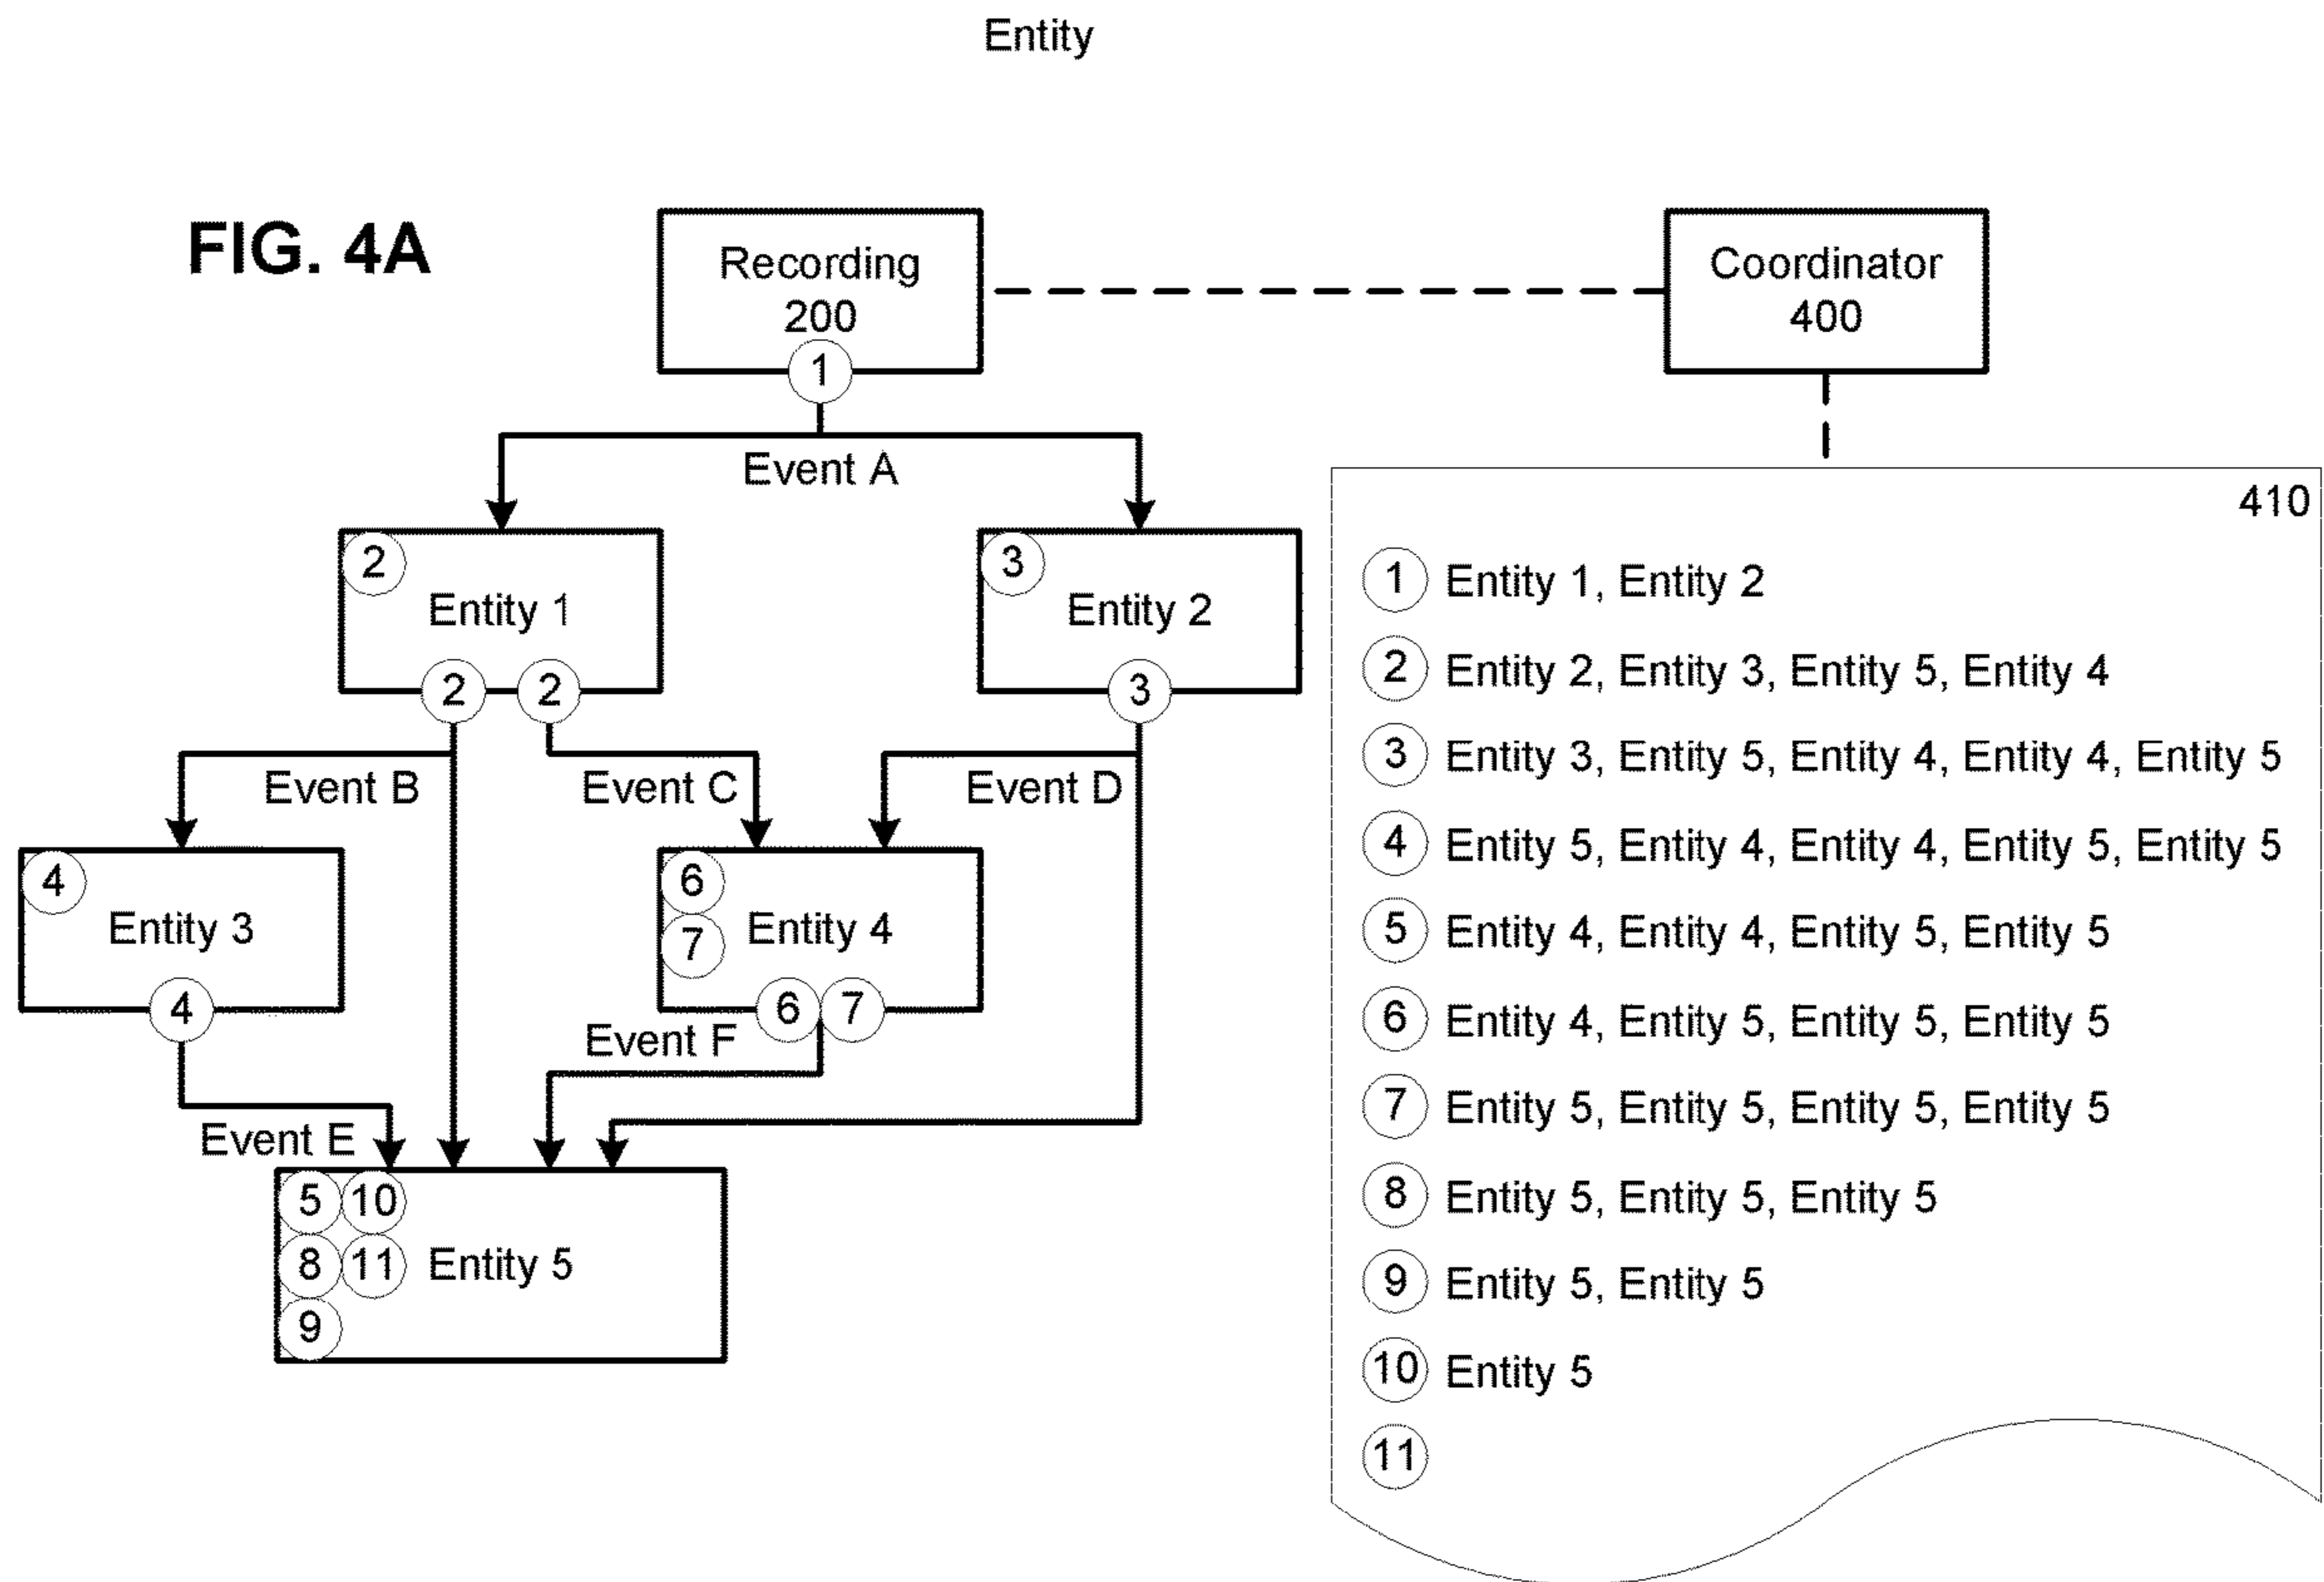 Entity
FIG. 4A
Recording
200
1
Coordinator
400
Event A
410
2
Entity 1
2
2
3
Entity 2
3
Event B
Event C
Event D
4
Entity 3
4
6
7
Entity 4
6
7
Event F
Event E
5
10
8
11
Entity 5
9
1 Entity 1, Entity 2
2 Entity 2, Entity 3, Entity 5, Entity 4
3 Entity 3, Entity 5, Entity 4, Entity 4, Entity 5
4 Entity 5, Entity 4, Entity 4, Entity 5, Entity 5
5 Entity 4, Entity 4, Entity 5, Entity 5
6 Entity 4, Entity 5, Entity 5, Entity 5
7 Entity 5, Entity 5, Entity 5, Entity 5
8 Entity 5, Entity 5, Entity 5
9 Entity 5, Entity 5
10 Entity 5
11